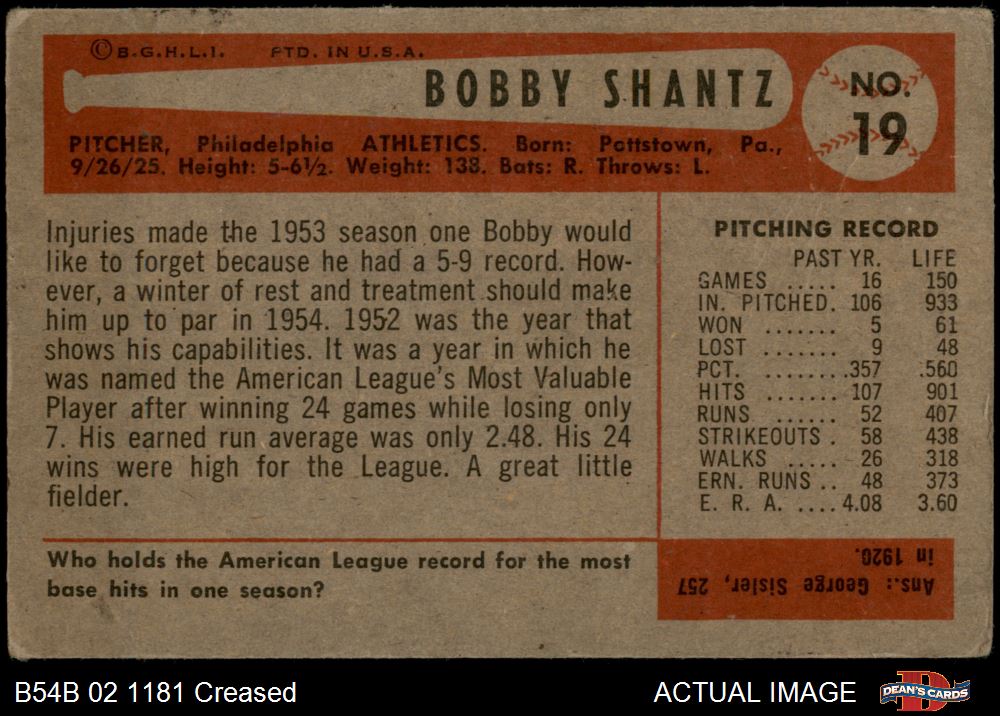 ©B.G.H.L.I. PTD. IN U.S.A.
BOBBY SHANTZ
NO.
19
PITCHER, Philadelphia ATHLETICS. Born: Pottstown, Pa.,
9/26/25. Height: 5-6½. Weight: 138. Bats: R. Throws: L.
Injuries made the 1953 season one Bobby would
like to forget because he had a 5-9 record. How-
ever, a winter of rest and treatment should make
him up to par in 1954. 1952 was the year that
shows his capabilities. It was a year in which he
was named the American League's Most Valuable
Player after winning 24 games while losing only
7. His earned run average was only 2.48. His 24
wins were high for the League. A great little
fielder.
PITCHING RECORD
PAST YR. LIFE
GAMES ..... 16 150
IN. PITCHED. 106 933
WON ....... 5 61
LOST ....... 9 48
PCT. .......357 .560
HITS ....... 107 901
RUNS ...... 52 407
STRIKEOUTS . 58 438
WALKS ..... 26 318
ERN. RUNS .. 48 373
E. R. A. ....4.08 3.60
Who holds the American League record for the most
base hits in one season?
Ans.: George Sisler, 257
in 1920.
B54B 02 1181 Creased
ACTUAL IMAGE
DEAN'S CARDS